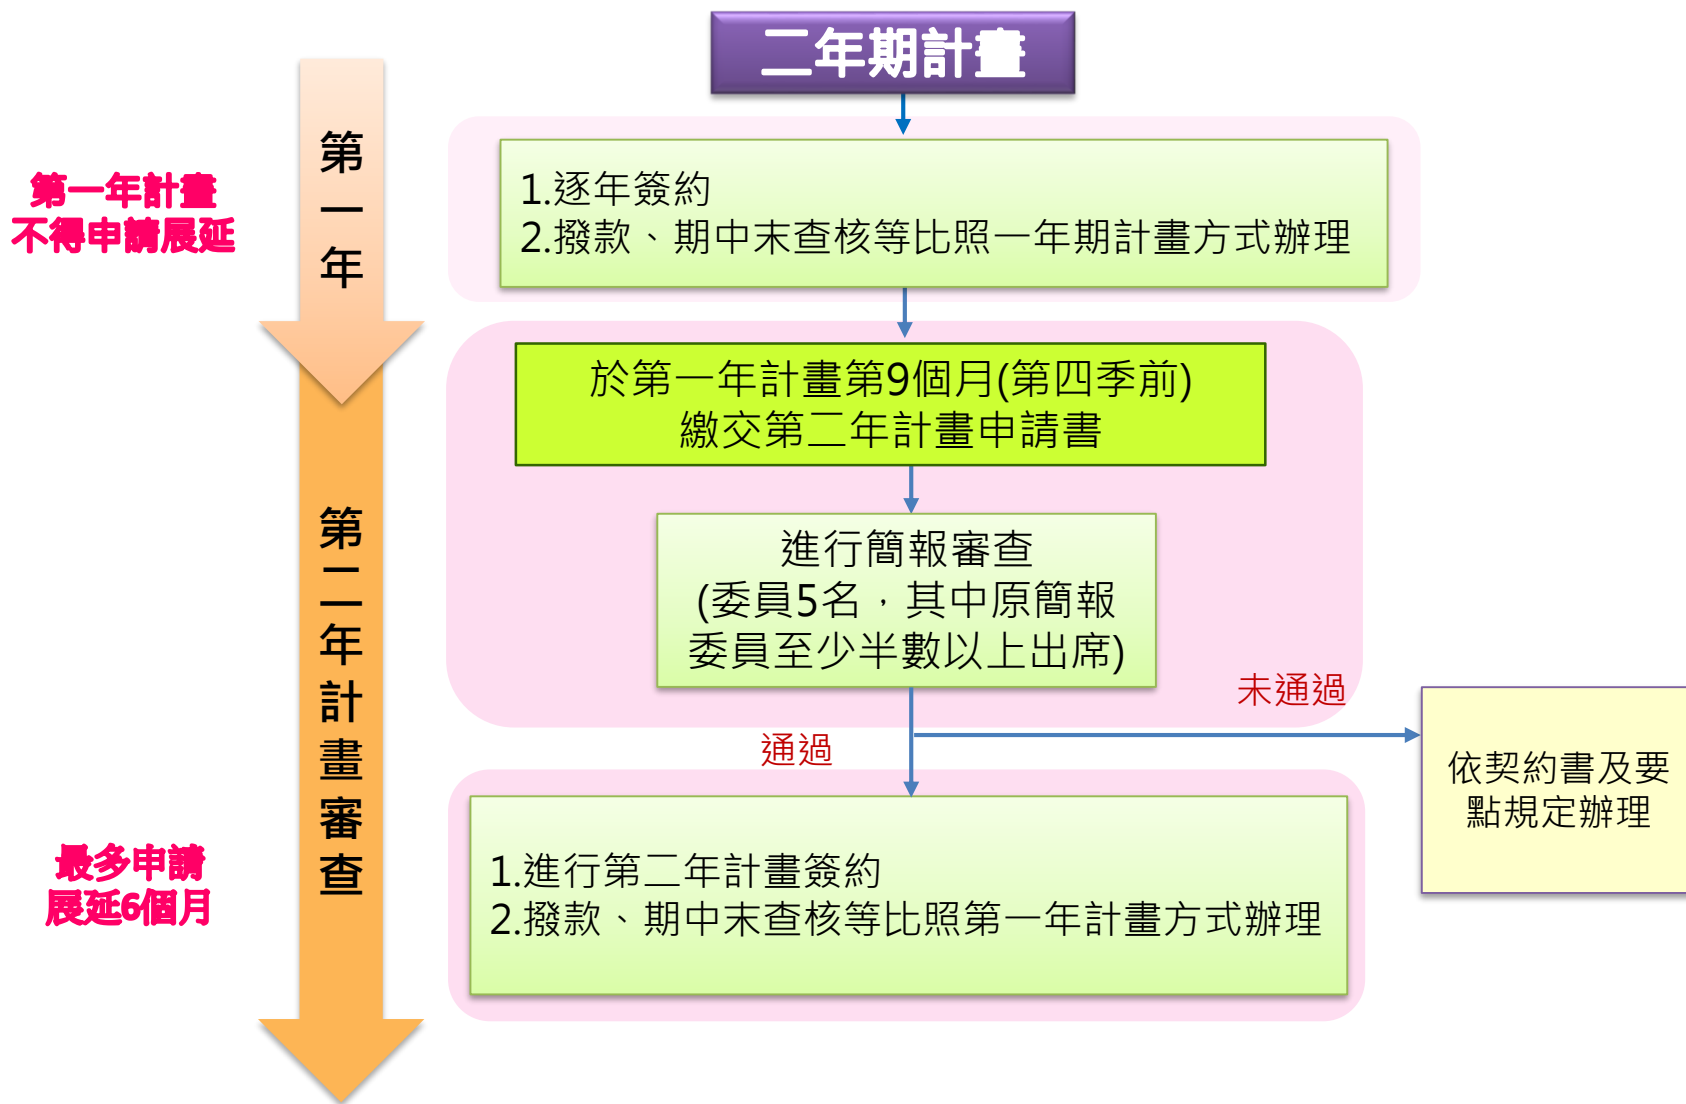 二年期計畫
第一年
第一年計畫
不得申請展延
1.逐年簽約
2.撥款、期中末查核等比照一年期計畫方式辦理
於第一年計畫第9個月(第四季前)
繳交第二年計畫申請書
第二年計畫審查
進行簡報審查
(委員5名，其中原簡報
委員至少半數以上出席)
未通過
通過
依契約書及要
點規定辦理
最多申請
展延6個月
1.進行第二年計畫簽約
2.撥款、期中末查核等比照第一年計畫方式辦理